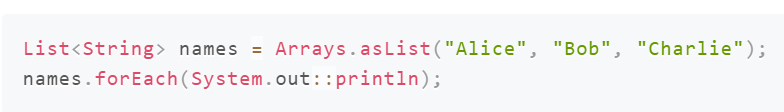 List<String> names = Arrays.asList("Alice", "Bob", "Charlie");
names.forEach(System.out::println);